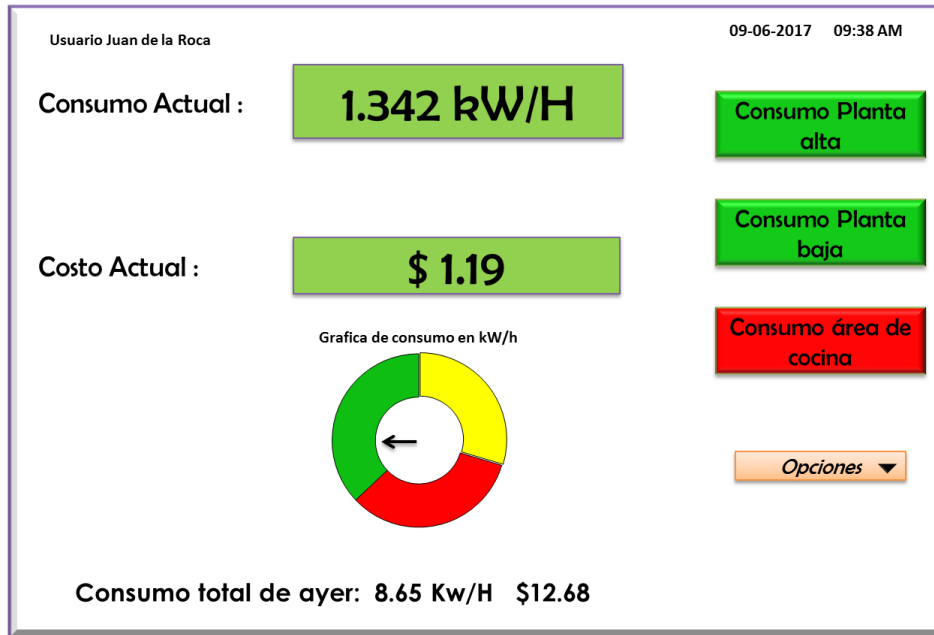 Usuario Juan de la Roca
09-06-2017 09:38 AM
Consumo Actual :
1.342 kW/H
Consumo Planta
alta
Consumo Planta
baja
Costo Actual :
$ 1.19
Consumo área de
cocina
Grafica de consumo en kW/h
Opciones
Consumo total de ayer: 8.65 Kw/H $12.68